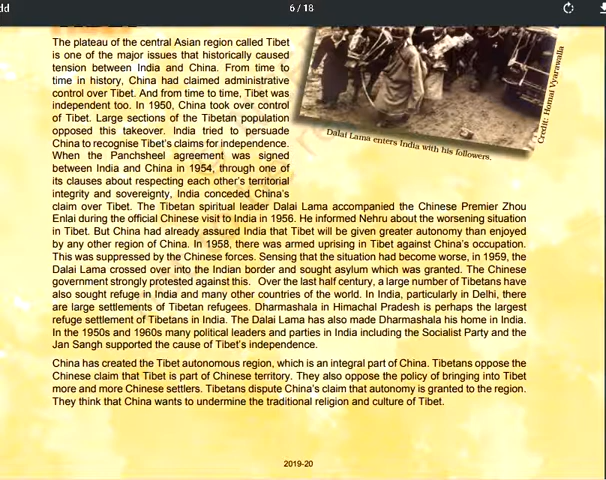 dd
6 / 18
The plateau of the central Asian region called Tibet
is one of the major issues that historically caused
tension between India and China. From time to
time in history, China had claimed administrative
control over Tibet. And from time to time, Tibet was
independent too. In 1950, China took over control
of Tibet. Large sections of the Tibetan population
opposed this takeover. India tried to persuade
China to recognise Tibet's claims for independence.
When the Panchsheel agreement was signed
between India and China in 1954, through one of
its clauses about respecting each other's territorial
integrity and sovereignty, India conceded China's
claim over Tibet. The Tibetan spiritual leader Dalai Lama accompanied the Chinese Premier Zhou
Enlai during the official Chinese visit to India in 1956. He informed Nehru about the worsening situation
in Tibet. But China had already assured India that Tibet will be given greater autonomy than enjoyed
by any other region of China. In 1958, there was armed uprising in Tibet against China's occupation.
This was suppressed by the Chinese forces. Sensing that the situation had become worse, in 1959, the
Dalai Lama crossed over into the Indian border and sought asylum which was granted. The Chinese
government strongly protested against this. Over the last half century, a large number of Tibetans have
also sought refuge in India and many other countries of the world. In India, particularly in Delhi, there
are large settlements of Tibetan refugees. Dharmashala in Himachal Pradesh is perhaps the largest
refuge settlement of Tibetans in India. The Dalai Lama has also made Dharmashala his home in India.
In the 1950s and 1960s many political leaders and parties in India including the Socialist Party and the
Jan Sangh supported the cause of Tibet's independence.
China has created the Tibet autonomous region, which is an integral part of China. Tibetans oppose the
Chinese claim that Tibet is part of Chinese territory. They also oppose the policy of bringing into Tibet
more and more Chinese settlers. Tibetans dispute China's claim that autonomy is granted to the region.
They think that China wants to undermine the traditional religion and culture of Tibet.
Dalai Lama enters India with his followers.
Credit: Homai Vyarawalla
2019-20